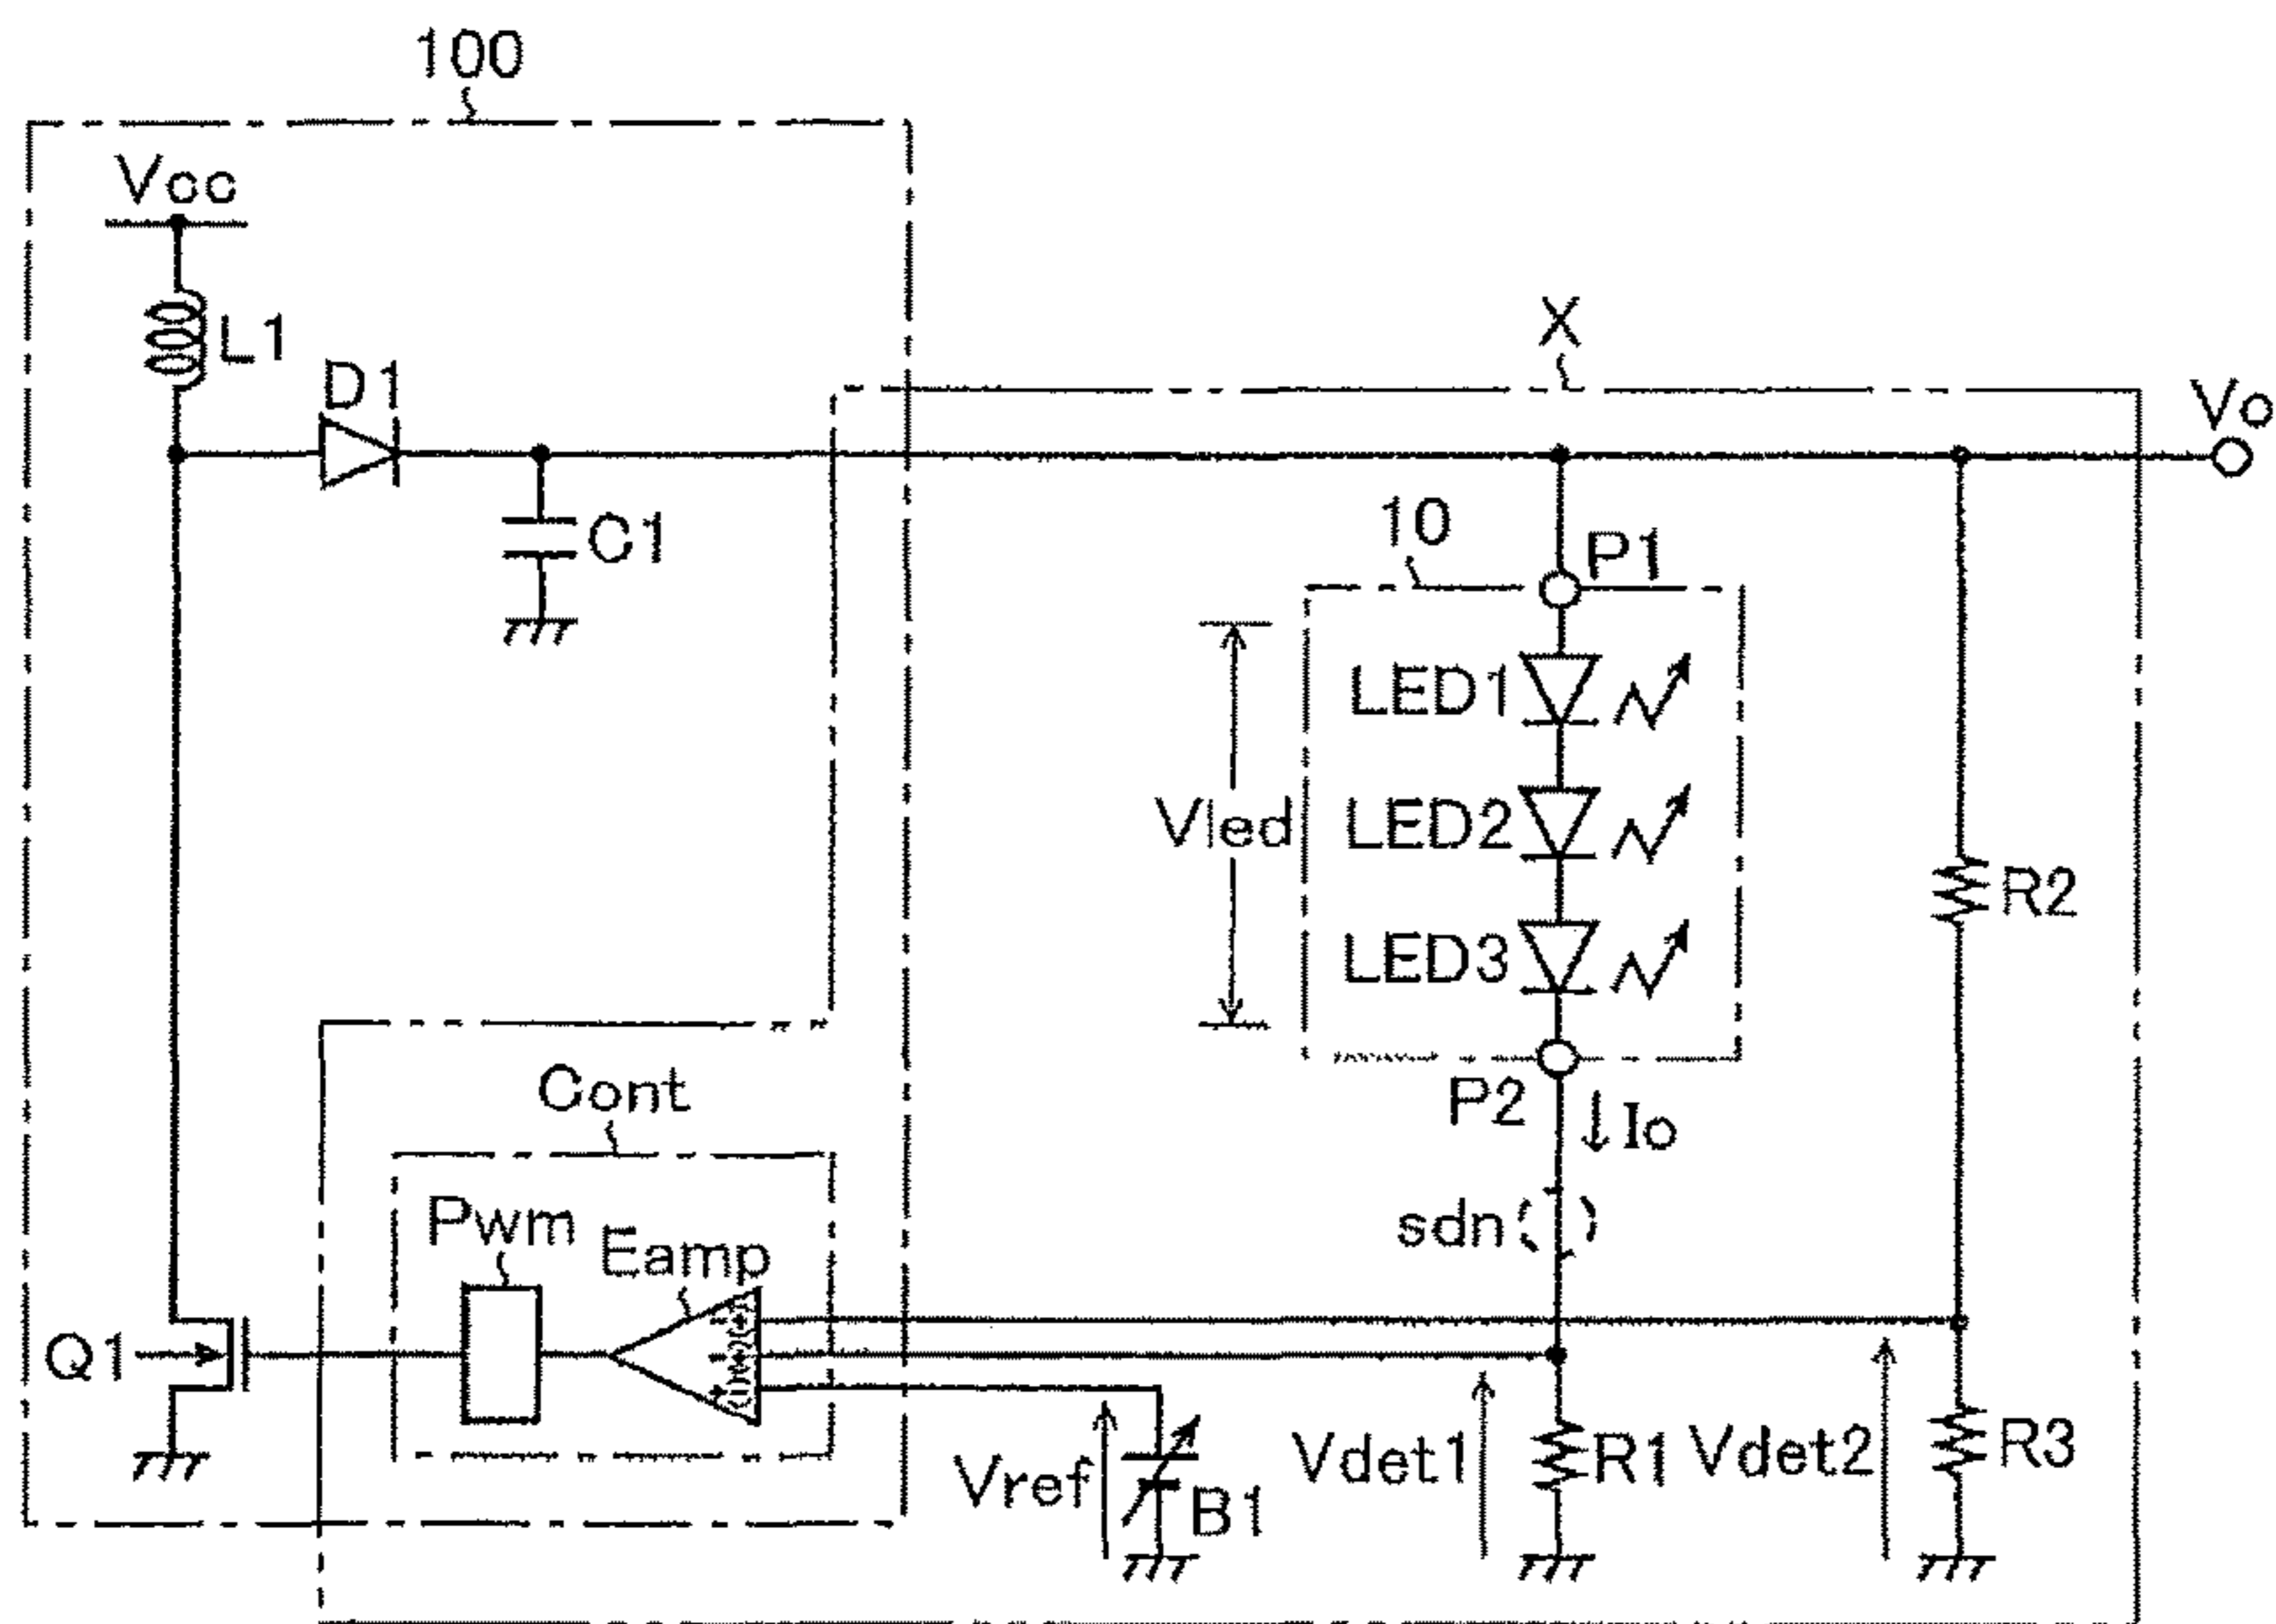 100
Vcc
L1
D1
C1
X
Vo
10
P1
LED1
LED2
LED3
Vled
R2
P2
Io
sdn
Cont
Pwm
Eamp
Q1
Vref
B1
Vdet1
R1
Vdet2
R3